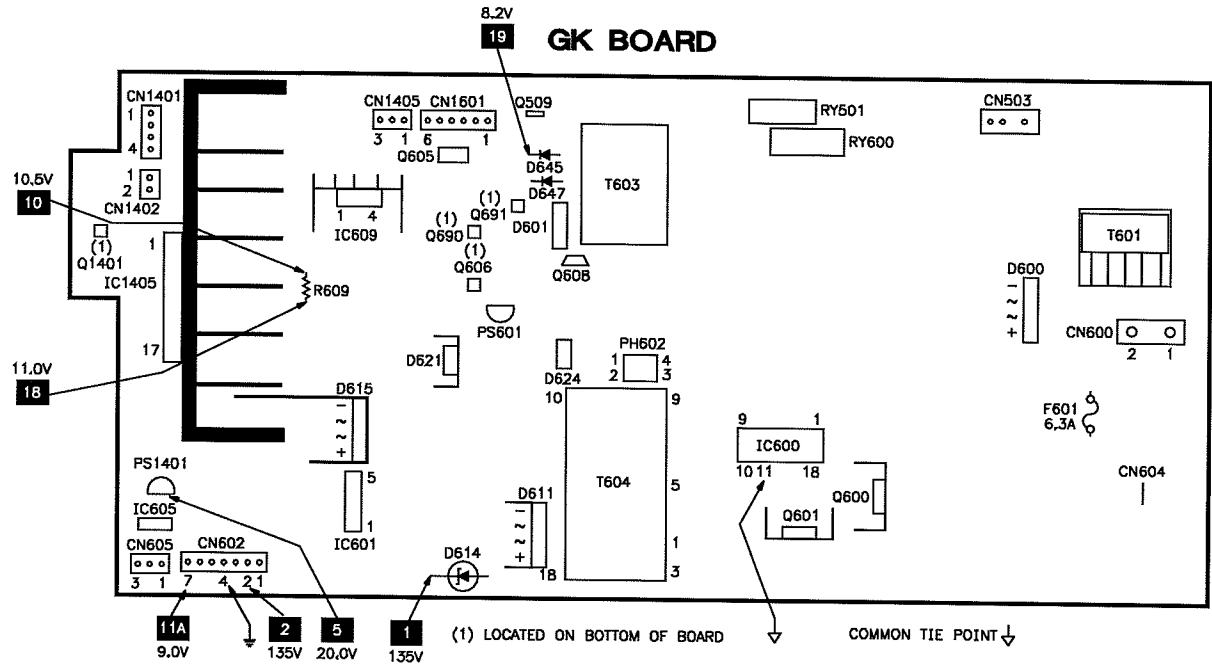 8.2V
19
GK BOARD
CN1401
1
4
CN1405
3 1
CN1601
6 1
Q509
Q605
D645
D647
T603
RY501
RY600
CN503
10.5V
10
1
2
CN1402
(1)
Q1401
1
IC1405
17
1 4
IC609
(1)
Q691
D601
(1)
Q690
(1)
Q606
Q608
R609
PS601
T601
D600
-
~
~
+
CN600
2 1
11.0V
18
D621
D624
PH602
1 4
2 3
D615
-
~
~
+
10 9
T604
5
1
3
18
9 1
IC600
10 11 18
F601
6.3A
CN604
PS1401
IC605
5
1
IC601
D611
-
~
~
+
Q600
Q601
CN605
3 1
CN602
7 4 2 1
D614
11A
9.0V
2
135V
5
20.0V
1
135V
(1) LOCATED ON BOTTOM OF BOARD
COMMON TIE POINT